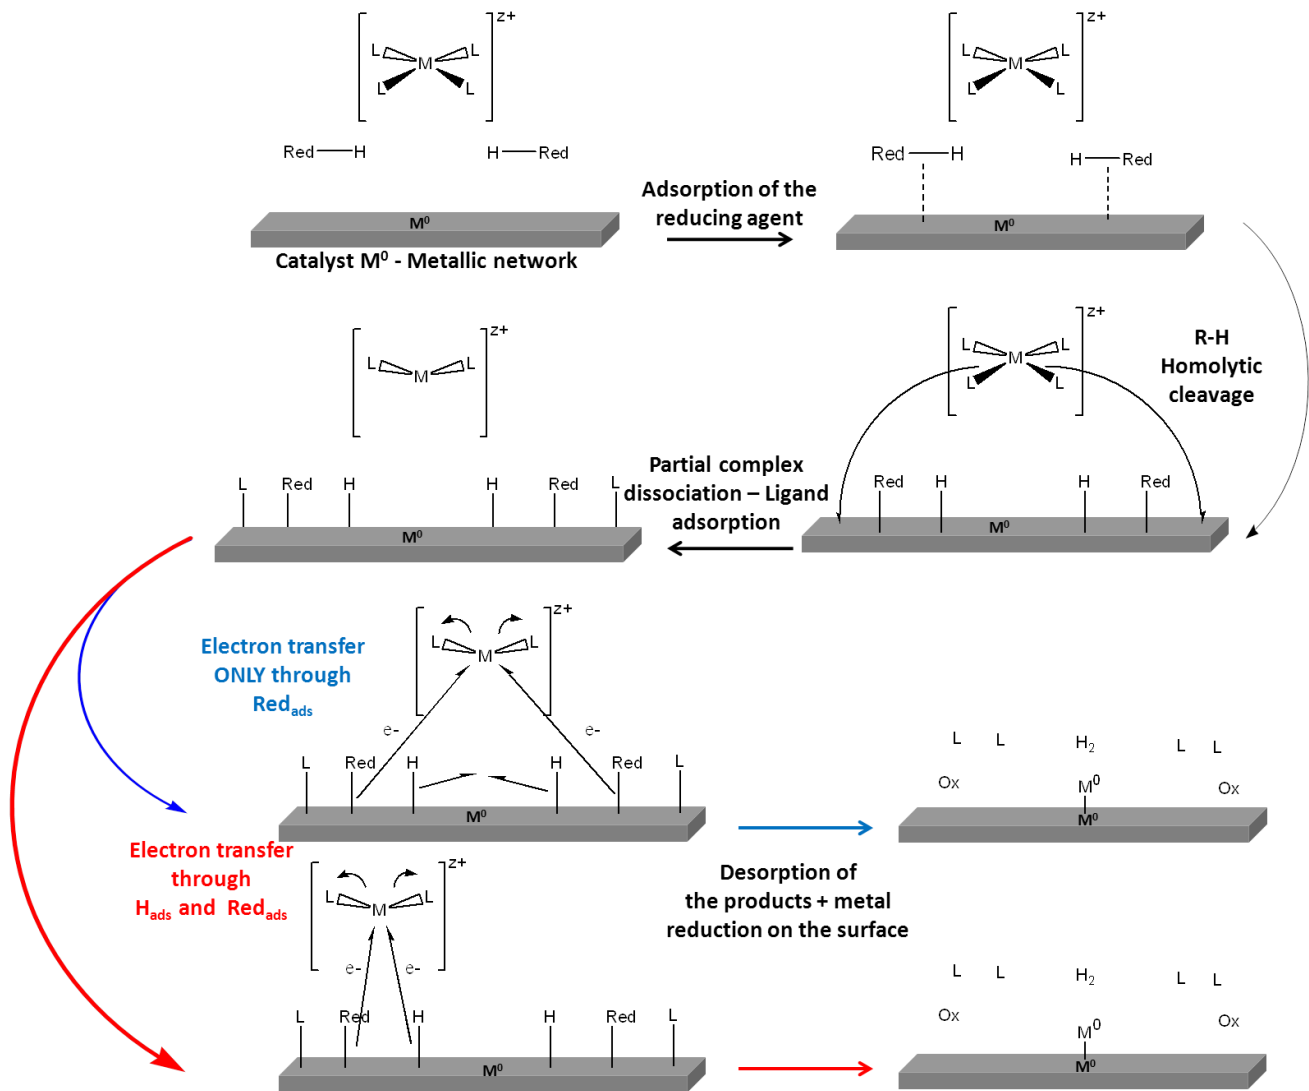 z+
L L
M
L L
Red H H Red
M⁰
Catalyst M⁰ - Metallic network
Adsorption of the
reducing agent
z+
L L
M
L L
Red H H Red
M⁰
R-H
Homolytic
cleavage
z+
L L
M
L L
Red H H Red
M⁰
Partial complex
dissociation – Ligand
adsorption
z+
L L
M
L Red H H Red L
M⁰
Electron transfer
ONLY through
Redads
z+
L L
M
e- e-
L Red H H Red L
M⁰
L L H₂ L L
Ox M⁰ Ox
M⁰
Electron transfer
through
Hads and Redads
z+
L L
M
e- e-
L Red H H Red L
M⁰
Desorption of
the products + metal
reduction on the surface
L L H₂ L L
Ox M⁰ Ox
M⁰